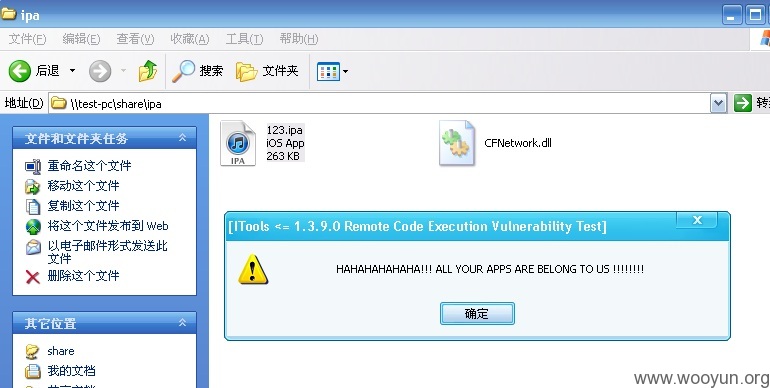 ipa
文件(F) 编辑(E) 查看(V) 收藏(A) 工具(T) 帮助(H)
后退 搜索 文件夹
地址(D) \\test-pc\share\ipa 转到
文件和文件夹任务
重命名这个文件
移动这个文件
复制这个文件
将这个文件发布到 Web
以电子邮件形式发送此
文件
删除这个文件
其它位置
share
我的文档
IPA
123.ipa
iOS App
263 KB
CFNetwork.dll
[ITools <= 1.3.9.0 Remote Code Execution Vulnerability Test]
x
HAHAHAHAHAHA!!! ALL YOUR APPS ARE BELONG TO US !!!!!!!!
确定
www.wooyun.org